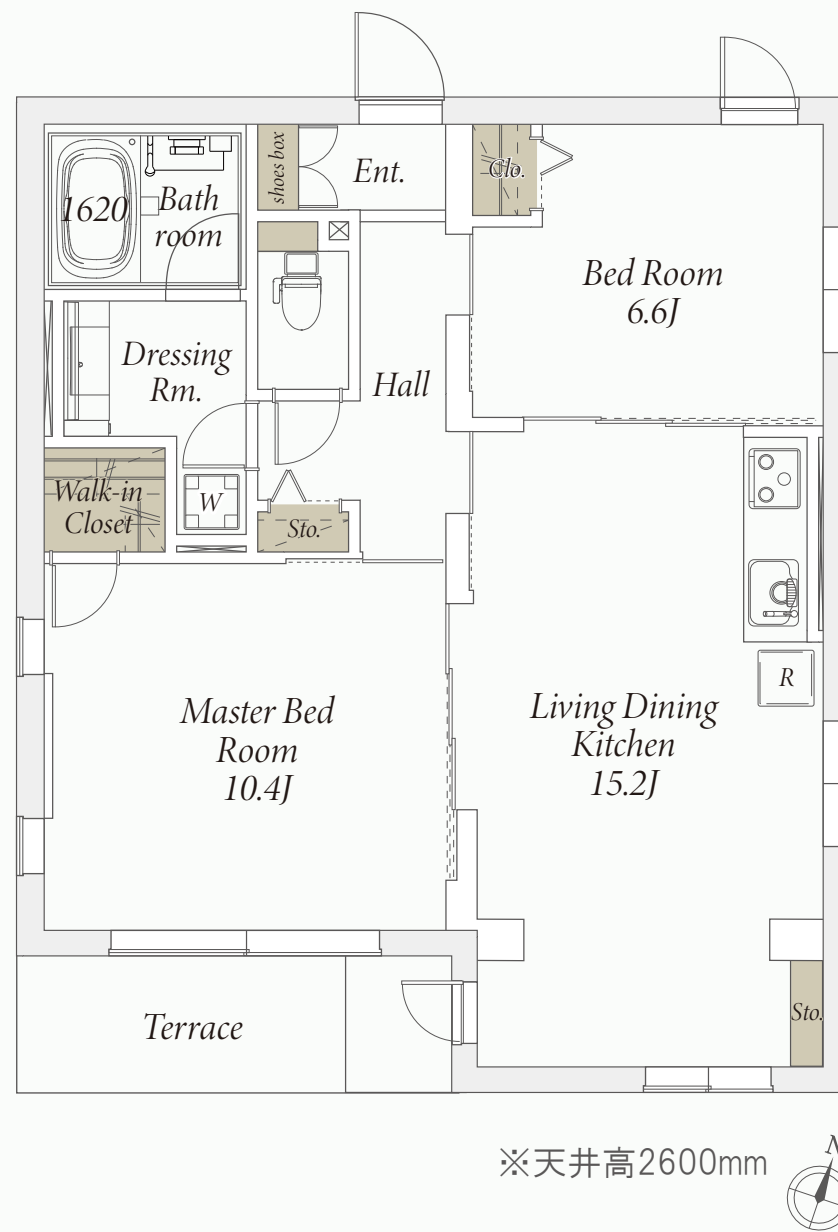 shoes box
Ent.
Clo.
1620
Bath
room
Bed Room
6.6J
Dressing
Rm.
Hall
Walk-in
Closet
W
Sto.
R
Master Bed
Room
10.4J
Living Dining
Kitchen
15.2J
Sto.
Terrace
※天井高2600mm
N